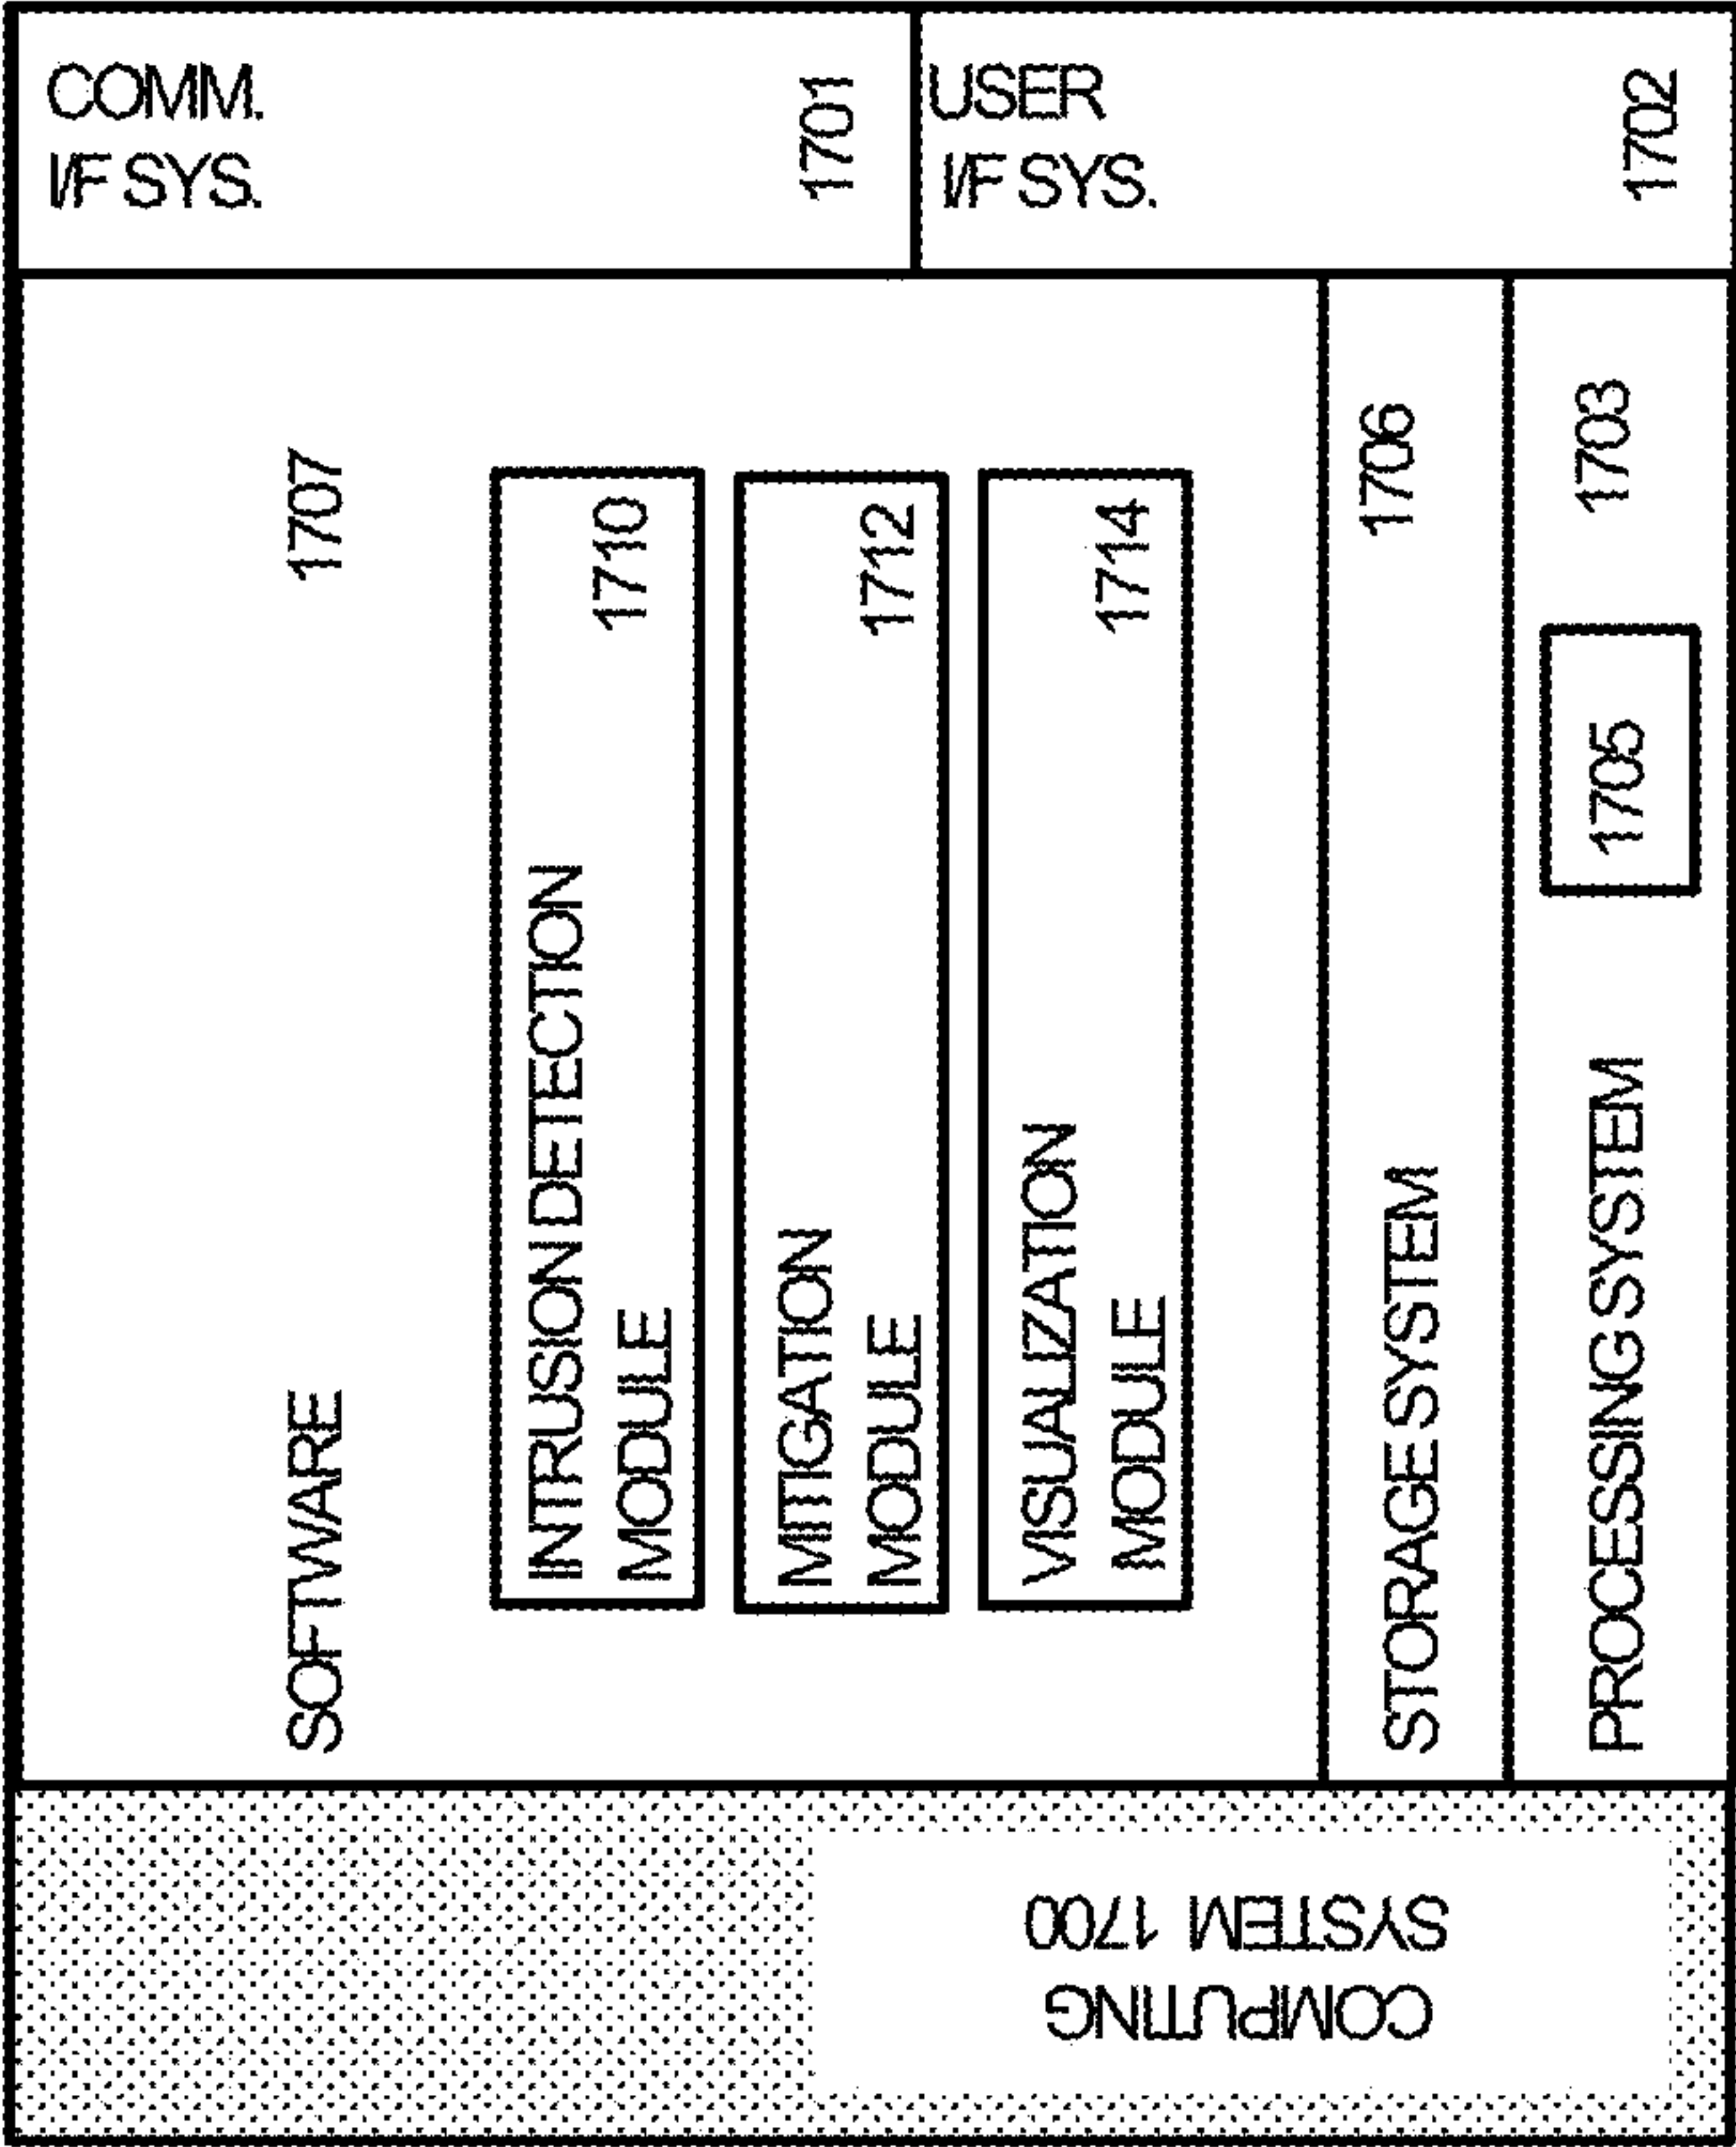 COMM.
I/F SYS.
1701
USER
I/F SYS.
1702
SOFTWARE
1707
INTRUSION DETECTION
MODULE
1710
MITIGATION
MODULE
1712
VISUALIZATION
MODULE
1714
STORAGE SYSTEM
1706
PROCESSING SYSTEM
1705
1703
COMPUTING
SYSTEM 1700